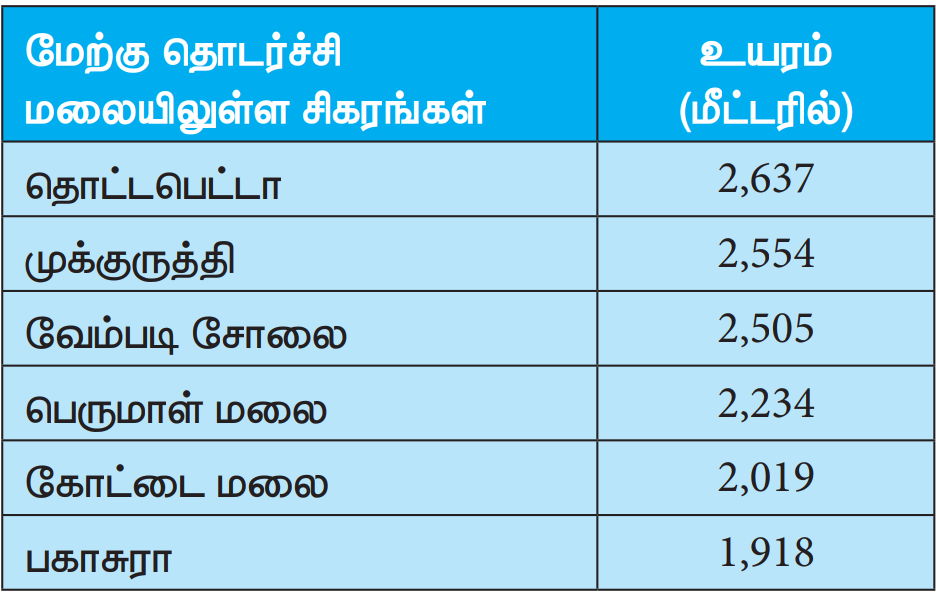 மேற்கு தொடர்ச்சி
மலையிலுள்ள சிகரங்கள்
உயரம்
(மீட்டரில்)
தொட்டபெட்டா 2,637
முக்குருத்தி 2,554
வேம்படி சோலை 2,505
பெருமாள் மலை 2,234
கோட்டை மலை 2,019
பகாசுரா 1,918